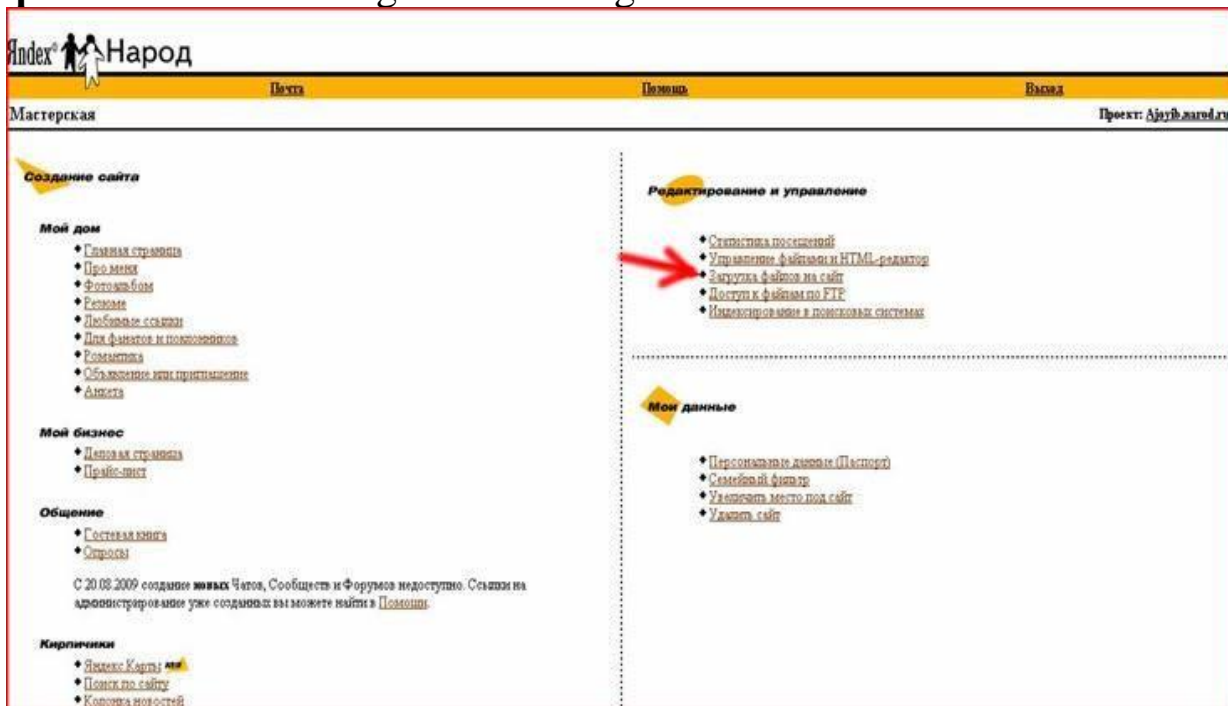 Яndex® Народ
Почта Помощь Выход
Мастерская Проект: Ajoyib.narod.ru
Создание сайта
Мой дом
Главная страница
Про меня
Фотоальбом
Резюме
Любимые ссылки
Для фанатов и поклонников
Романтика
Объявление или приглашение
Анкета
Мой бизнес
Деловая страница
Прайс-лист
Общение
Гостевая книга
Опросы
С 20.08.2009 создание новых Чатов, Сообществ и Форумов недоступно. Ссылки на
администрирование уже созданных вы можете найти в Помощи.
Кирпичики
Яндекс.Карты
Поиск по сайту
Колонка новостей
Редактирование и управление
Статистика посещений
Управление файлами и HTML-редактор
Загрузка файлов на сайт
Доступ к файлам по FTP
Индексирование в поисковых системах
Мои данные
Персональные данные (Паспорт)
Семейный фильтр
Увеличить место под сайт
Удалить сайт